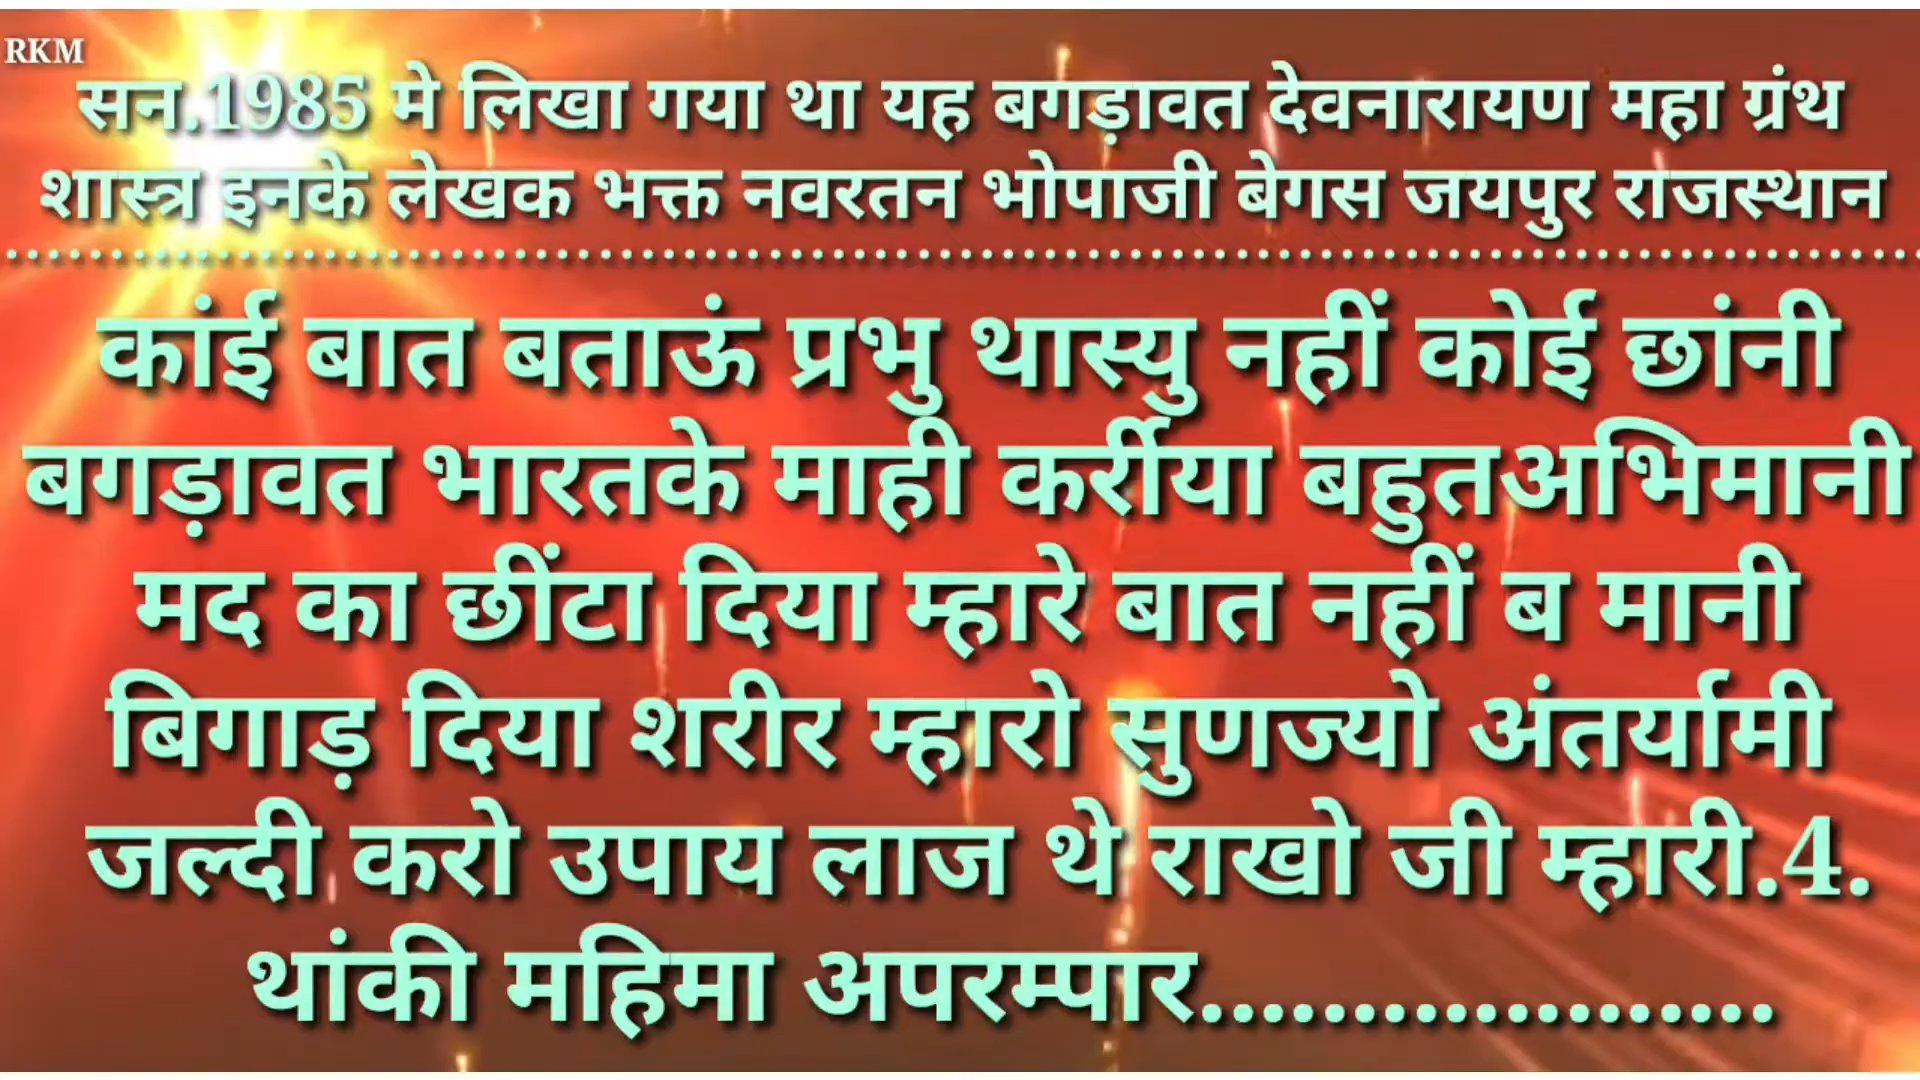 RKM
सन.1985 मे लिखा गया था यह बगड़ावत देवनारायण महा ग्रंथ
शास्त्र इनके लेखक भक्त नवरतन भोपाजी बेगस जयपुर राजस्थान
कांई बात बताऊं प्रभु थास्यु नहीं कोई छांनी
बगड़ावत भारतके माही कर्रीया बहुतअभिमानी
मद का छींटा दिया म्हारे बात नहीं ब मानी
बिगाड़ दिया शरीर म्हारो सुणज्यो अंतर्यामी
जल्दी करो उपाय लाज थे राखो जी म्हारी.4.
थांकी महिमा अपरम्पार...................